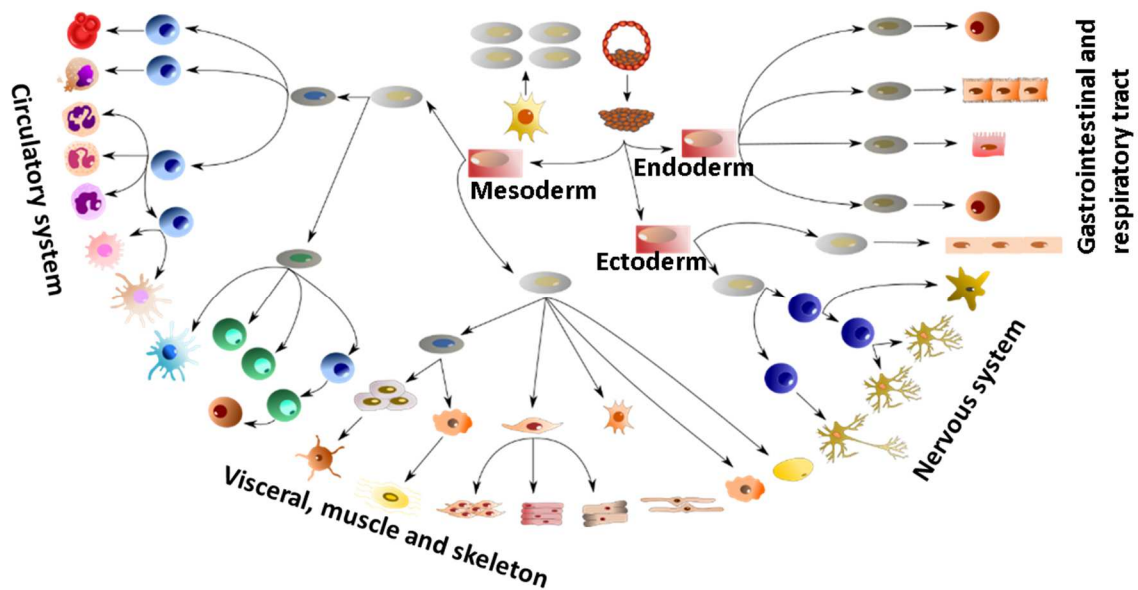 Circulatory system
Mesoderm
Endoderm
Ectoderm
Gastrointestinal and
respiratory tract
Nervous system
Visceral, muscle and skeleton